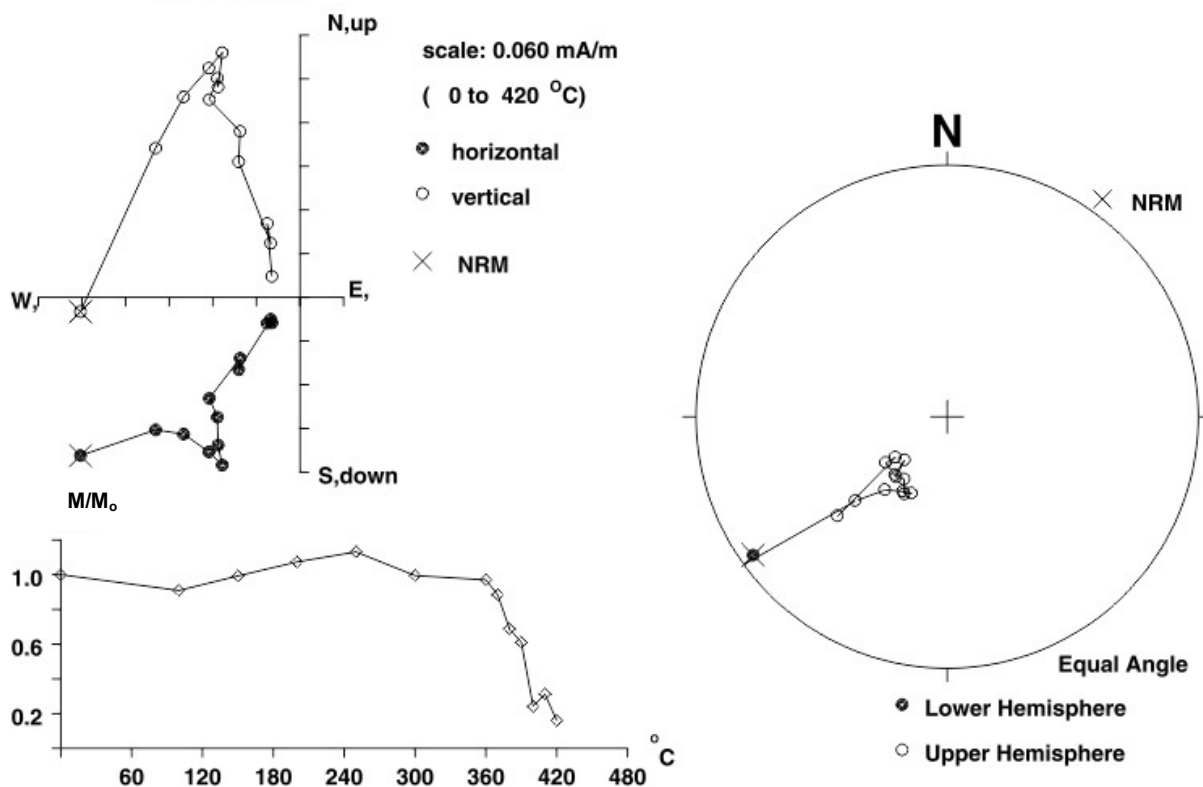 N,up
scale: 0.060 mA/m
( 0 to 420 °C)
horizontal
vertical
NRM
W,
E,
S,down
M/Mo
1.0
0.6
0.2
60 120 180 240 300 360 420 480
°C
N
NRM
Equal Angle
Lower Hemisphere
Upper Hemisphere